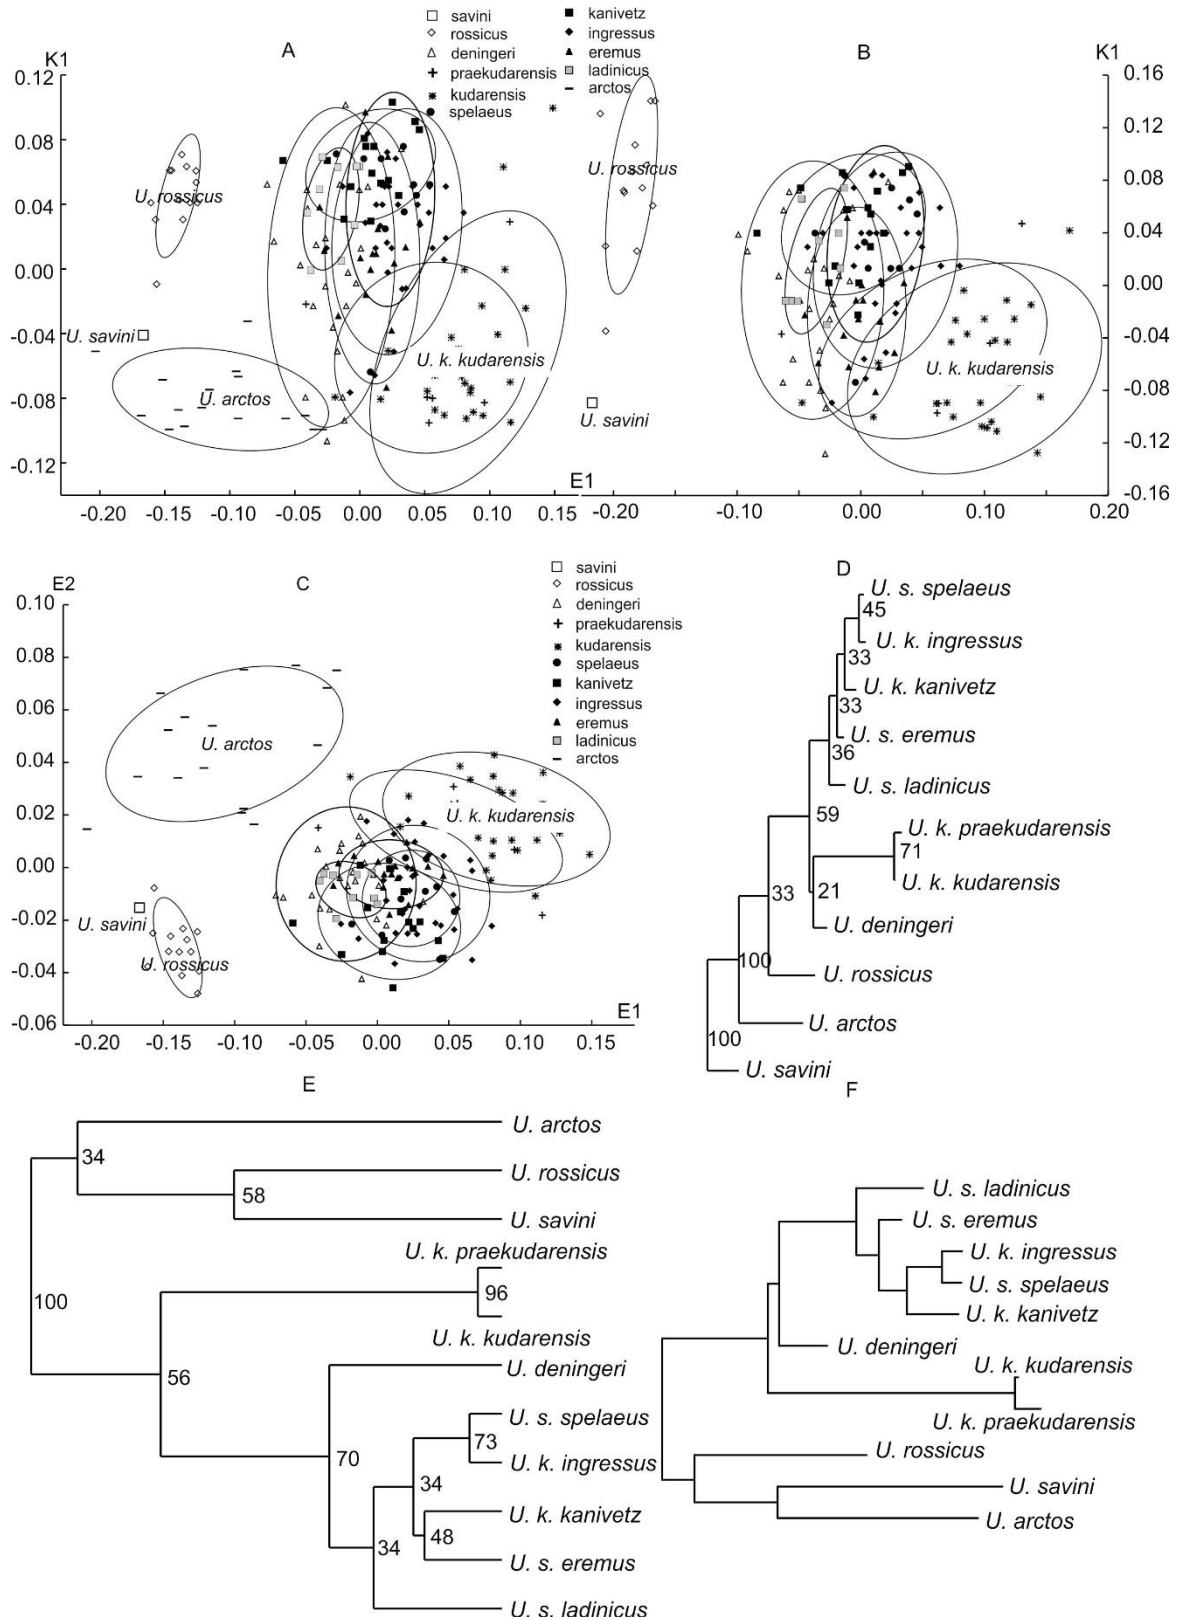 savini
rossicus
deningeri
praekudarensis
kudarensis
spelaeus
kanivetz
ingressus
eremus
ladinicus
arctos
A
K1
0.12
0.08
0.04
0.00
-0.04
-0.08
-0.12
U. rossicus
U. savini
U. arctos
U. k. kudarensis
E1
-0.20
-0.15
-0.10
-0.05
0.00
0.05
0.10
0.15
B
K1
0.16
0.12
0.08
0.04
0.00
-0.04
-0.08
-0.12
-0.16
U. rossicus
U. k. kudarensis
U. savini
-0.20
-0.10
0.00
0.10
0.20
E2
C
0.10
0.08
0.06
0.04
0.02
0.00
-0.02
-0.04
-0.06
savini
rossicus
deningeri
praekudarensis
kudarensis
spelaeus
kanivetz
ingressus
eremus
ladinicus
arctos
U. arctos
U. k. kudarensis
U. savini
U. rossicus
E1
-0.20
-0.15
-0.10
-0.05
0.00
0.05
0.10
0.15
D
U. s. spelaeus
45
U. k. ingressus
33
U. k. kanivetz
33
U. s. eremus
36
U. s. ladinicus
59
U. k. praekudarensis
71
U. k. kudarensis
21
33
U. deningeri
100
U. rossicus
U. arctos
100
U. savini
E
U. arctos
34
U. rossicus
58
U. savini
U. k. praekudarensis
96
100
U. k. kudarensis
56
U. deningeri
U. s. spelaeus
73
70
U. k. ingressus
34
U. k. kanivetz
48
34
U. s. eremus
U. s. ladinicus
F
U. s. ladinicus
U. s. eremus
U. k. ingressus
U. s. spelaeus
U. k. kanivetz
U. deningeri
U. k. kudarensis
U. k. praekudarensis
U. rossicus
U. savini
U. arctos